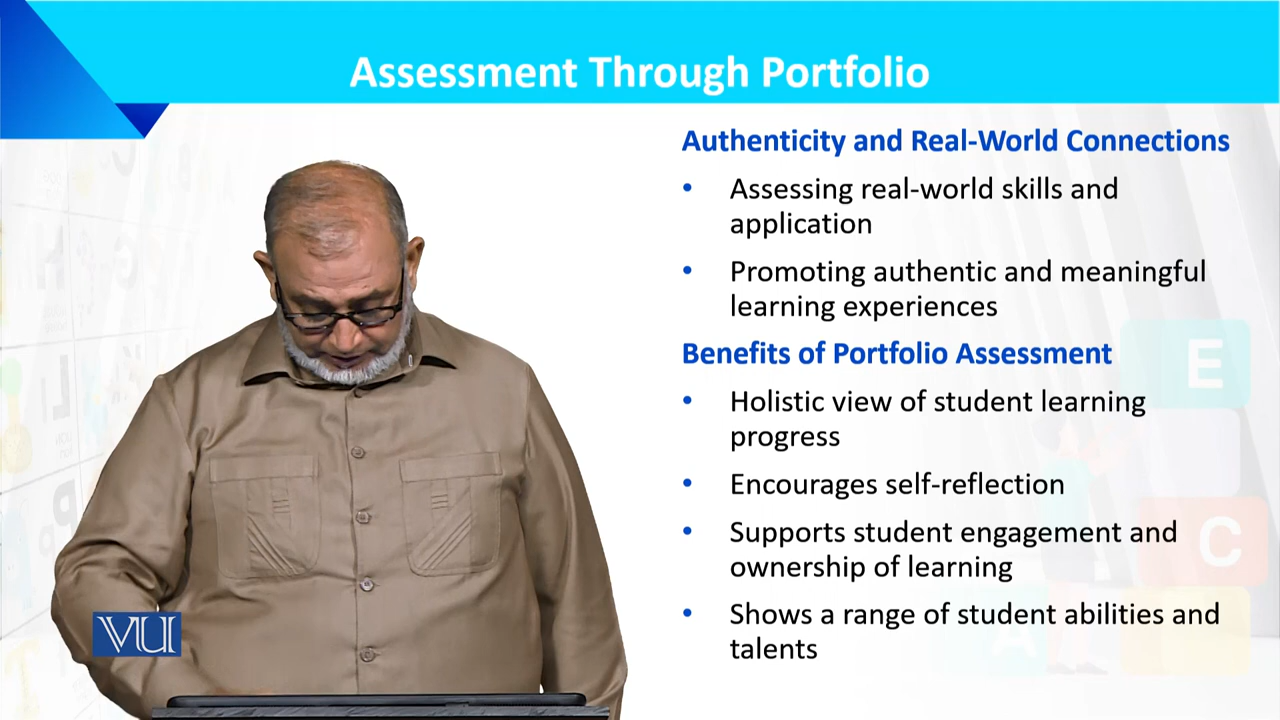 Assessment Through Portfolio
Authenticity and Real-World Connections
• Assessing real-world skills and
application
• Promoting authentic and meaningful
learning experiences
Benefits of Portfolio Assessment
• Holistic view of student learning
progress
• Encourages self-reflection
• Supports student engagement and
ownership of learning
• Shows a range of student abilities and
talents
VU
E
C
A